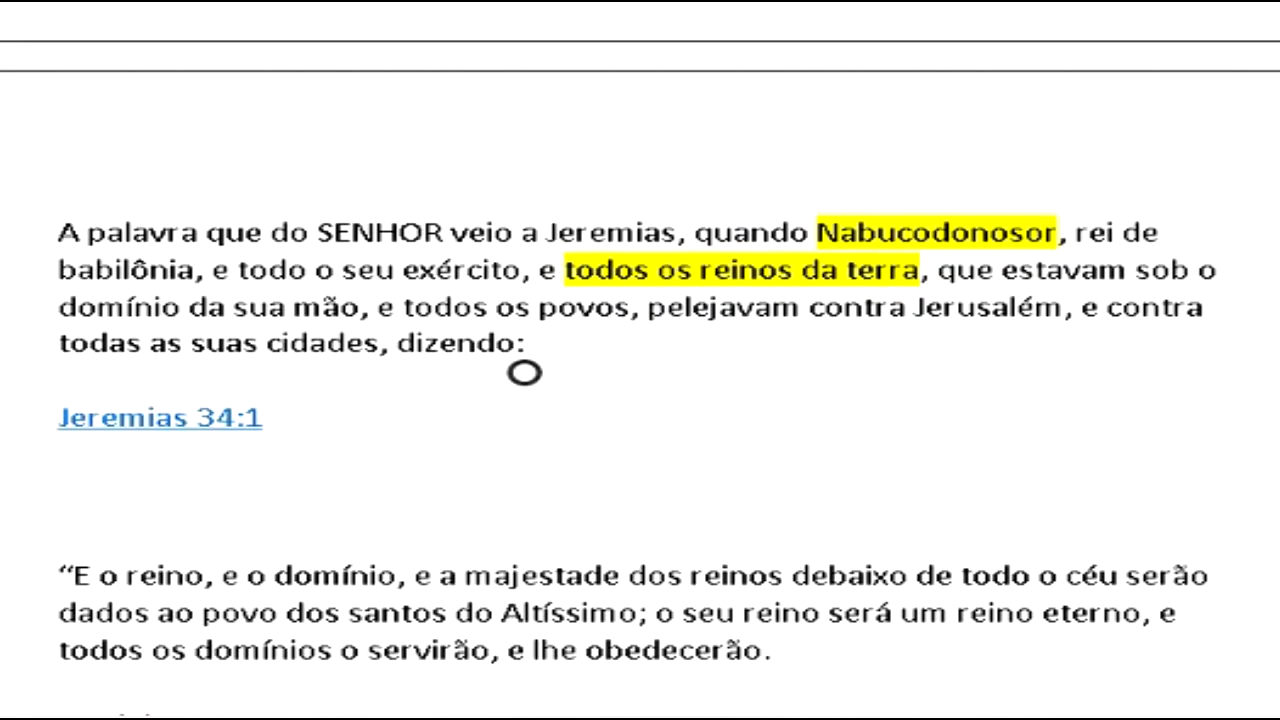 A palavra que do SENHOR veio a Jeremias, quando Nabucodonosor, rei de
babilônia, e todo o seu exército, e todos os reinos da terra, que estavam sob o
domínio da sua mão, e todos os povos, pelejavam contra Jerusalém, e contra
todas as suas cidades, dizendo:
Jeremias 34:1
“E o reino, e o domínio, e a majestade dos reinos debaixo de todo o céu serão
dados ao povo dos santos do Altíssimo; o seu reino será um reino eterno, e
todos os domínios o servirão, e lhe obedecerão.